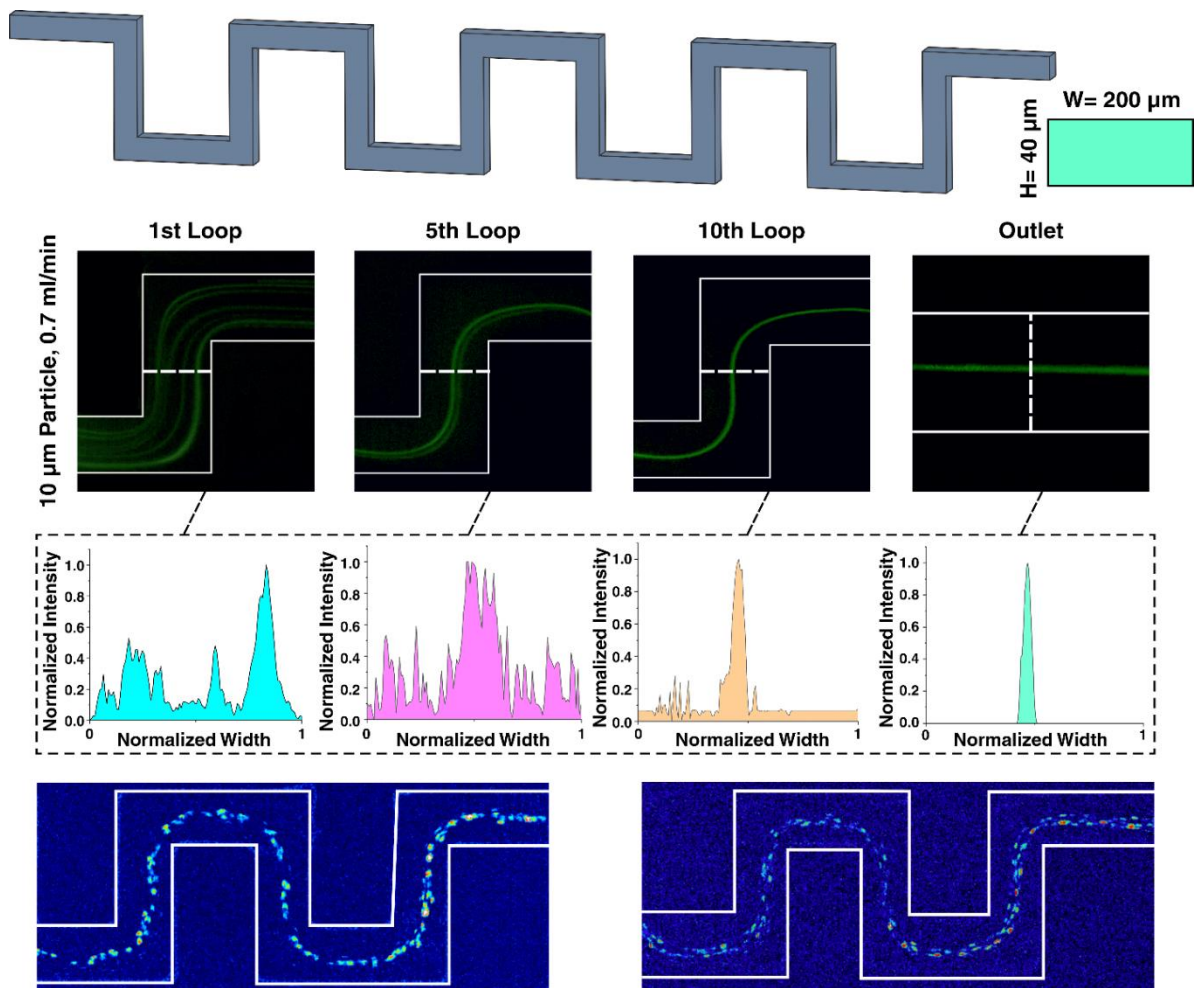 W= 200 µm
H= 40 µm
1st Loop
5th Loop
10th Loop
Outlet
10 µm Particle, 0.7 ml/min
Normalized Intensity
1.0
0.8
0.6
0.4
0.2
0.0
0
1
Normalized Width
Normalized Intensity
1.0
0.8
0.6
0.4
0.2
0.0
0
1
Normalized Width
Normalized Intensity
1.0
0.8
0.6
0.4
0.2
0.0
0
1
Normalized Width
Normalized Intensity
1.0
0.8
0.6
0.4
0.2
0.0
0
1
Normalized Width